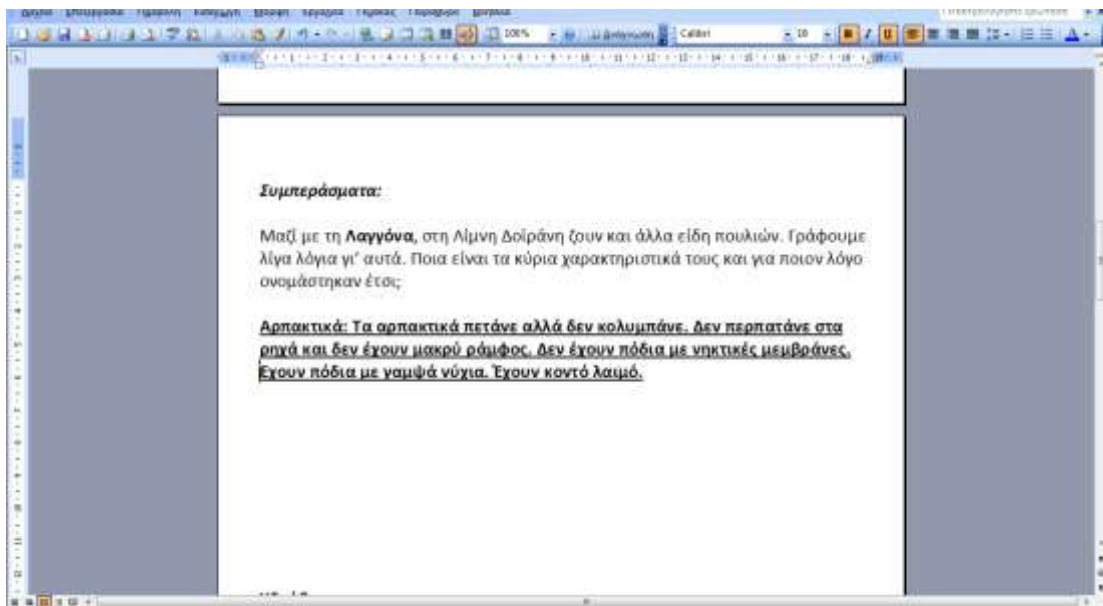 100%
Calibri
Συμπεράσματα:
Μαζί με τη Λαγγόνα, στη Λίμνη Δοϊράνη ζουν και άλλα είδη πουλιών. Γράφουμε
λίγα λόγια γι' αυτά. Ποια είναι τα κύρια χαρακτηριστικά τους και για ποιον λόγο
ονομάστηκαν έτσι;
Αρπακτικά: Τα αρπακτικά πετάνε αλλά δεν κολυμπάνε. Δεν περπατάνε στα
ρηχά και δεν έχουν μακρύ ράμφος. Δεν έχουν πόδια με νηκτικές μεμβράνες.
Έχουν πόδια με γαμψά νύχια. Έχουν κοντό λαιμό.